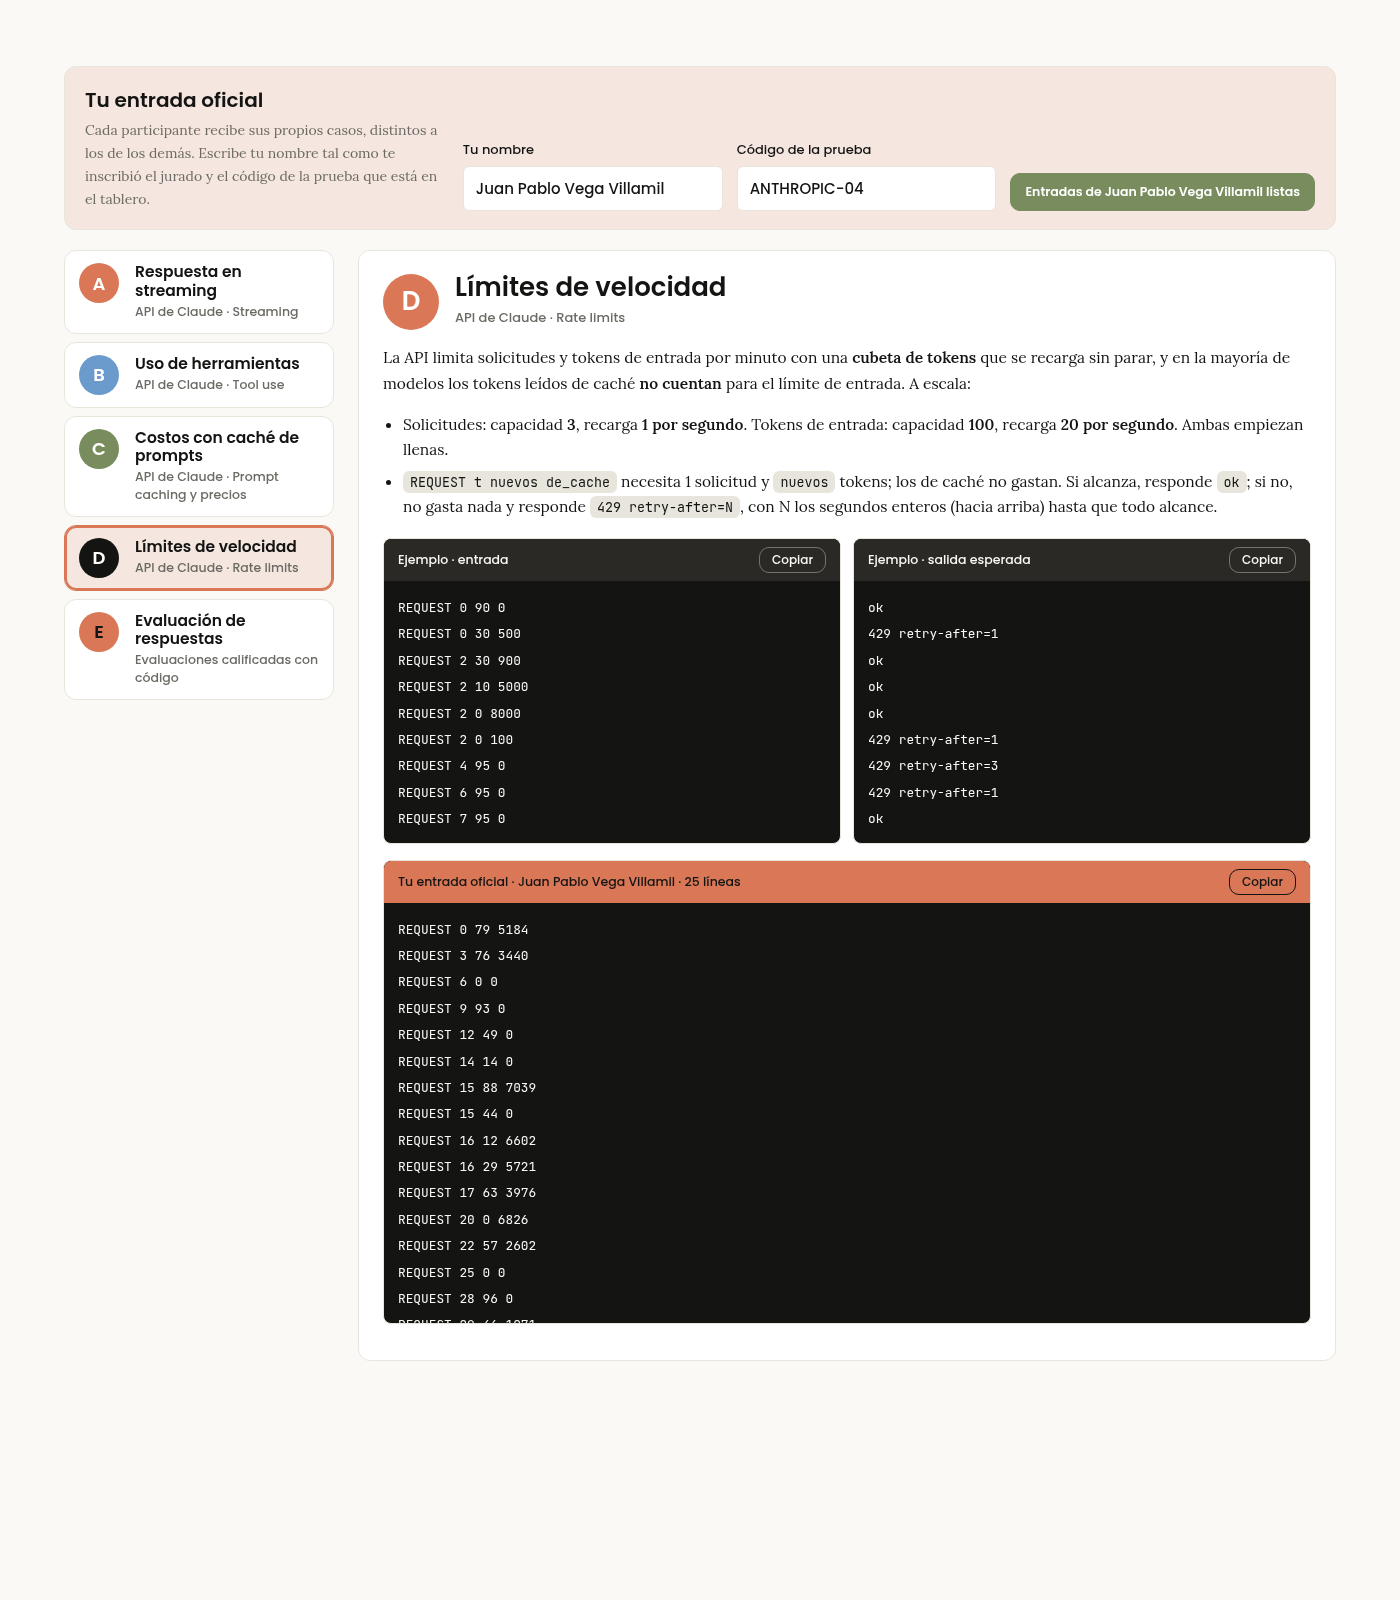 Tu entrada oficial
Cada participante recibe sus propios casos, distintos a
los de los demás. Escribe tu nombre tal como te
inscribió el jurado y el código de la prueba que está en
el tablero.
Tu nombre
Juan Pablo Vega Villamil
Código de la prueba
ANTHROPIC-04
Entradas de Juan Pablo Vega Villamil listas
A
Respuesta en
streaming
API de Claude · Streaming
B
Uso de herramientas
API de Claude · Tool use
C
Costos con caché de
prompts
API de Claude · Prompt
caching y precios
D
Límites de velocidad
API de Claude · Rate limits
E
Evaluación de
respuestas
Evaluaciones calificadas con
código
D
Límites de velocidad
API de Claude · Rate limits
La API limita solicitudes y tokens de entrada por minuto con una cubeta de tokens que se recarga sin parar, y en la mayoría de
modelos los tokens leídos de caché no cuentan para el límite de entrada. A escala:
• Solicitudes: capacidad 3, recarga 1 por segundo. Tokens de entrada: capacidad 100, recarga 20 por segundo. Ambas empiezan
llenas.
• REQUEST t nuevos de_cache necesita 1 solicitud y nuevos tokens; los de caché no gastan. Si alcanza, responde ok; si no,
no gasta nada y responde 429 retry-after=N, con N los segundos enteros (hacia arriba) hasta que todo alcance.
Ejemplo · entrada
Copiar
REQUEST 0 90 0
REQUEST 0 30 500
REQUEST 2 30 900
REQUEST 2 10 5000
REQUEST 2 0 8000
REQUEST 2 0 100
REQUEST 4 95 0
REQUEST 6 95 0
REQUEST 7 95 0
Ejemplo · salida esperada
Copiar
ok
429 retry-after=1
ok
ok
ok
429 retry-after=1
429 retry-after=3
429 retry-after=1
ok
Tu entrada oficial · Juan Pablo Vega Villamil · 25 líneas
Copiar
REQUEST 0 79 5184
REQUEST 3 76 3440
REQUEST 6 0 0
REQUEST 9 93 0
REQUEST 12 49 0
REQUEST 14 14 0
REQUEST 15 88 7039
REQUEST 15 44 0
REQUEST 16 12 6602
REQUEST 16 29 5721
REQUEST 17 63 3976
REQUEST 20 0 6826
REQUEST 22 57 2602
REQUEST 25 0 0
REQUEST 28 96 0
REQUEST